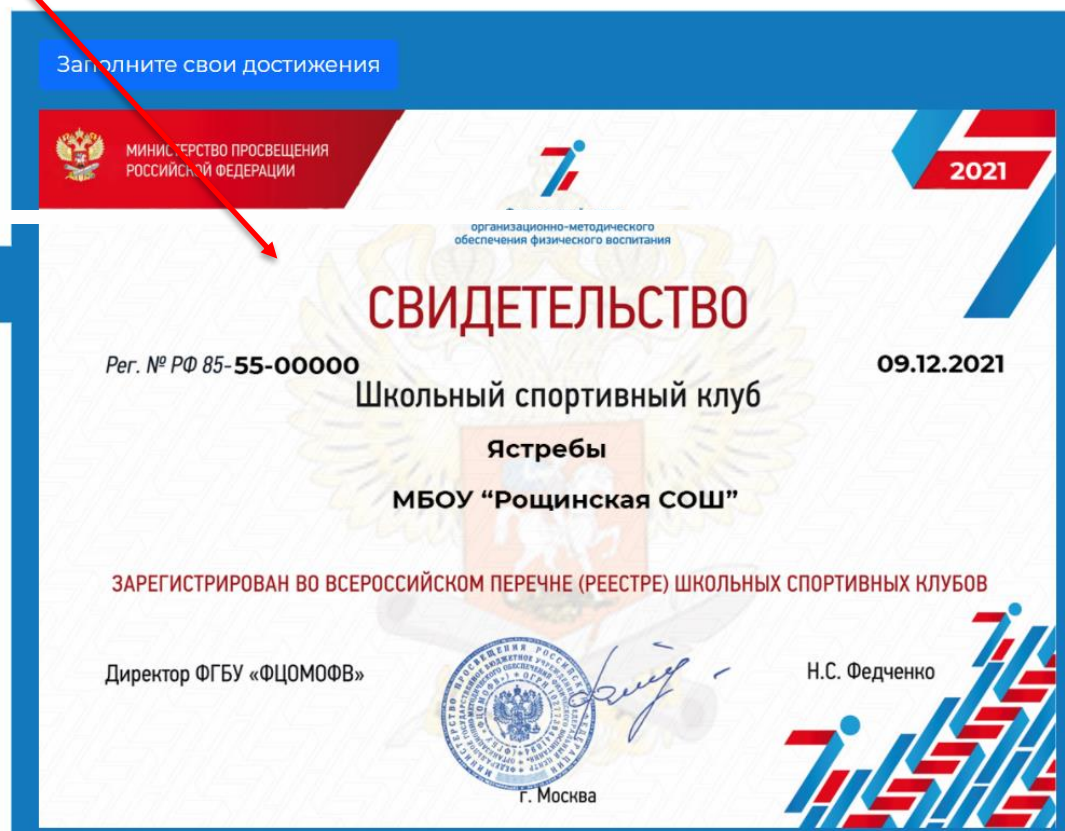 Заполните свои достижения
МИНИСТЕРСТВО ПРОСВЕЩЕНИЯ
РОССИЙСКОЙ ФЕДЕРАЦИИ
2021
организационно-методического
обеспечения физического воспитания
СВИДЕТЕЛЬСТВО
Рег. № РФ 85-55-00000
09.12.2021
Школьный спортивный клуб
Ястребы
МБОУ “Рощинская СОШ”
ЗАРЕГИСТРИРОВАН ВО ВСЕРОССИЙСКОМ ПЕРЕЧНЕ (РЕЕСТРЕ) ШКОЛЬНЫХ СПОРТИВНЫХ КЛУБОВ
Директор ФГБУ «ФЦОМОФВ»
Н.С. Федченко
г. Москва